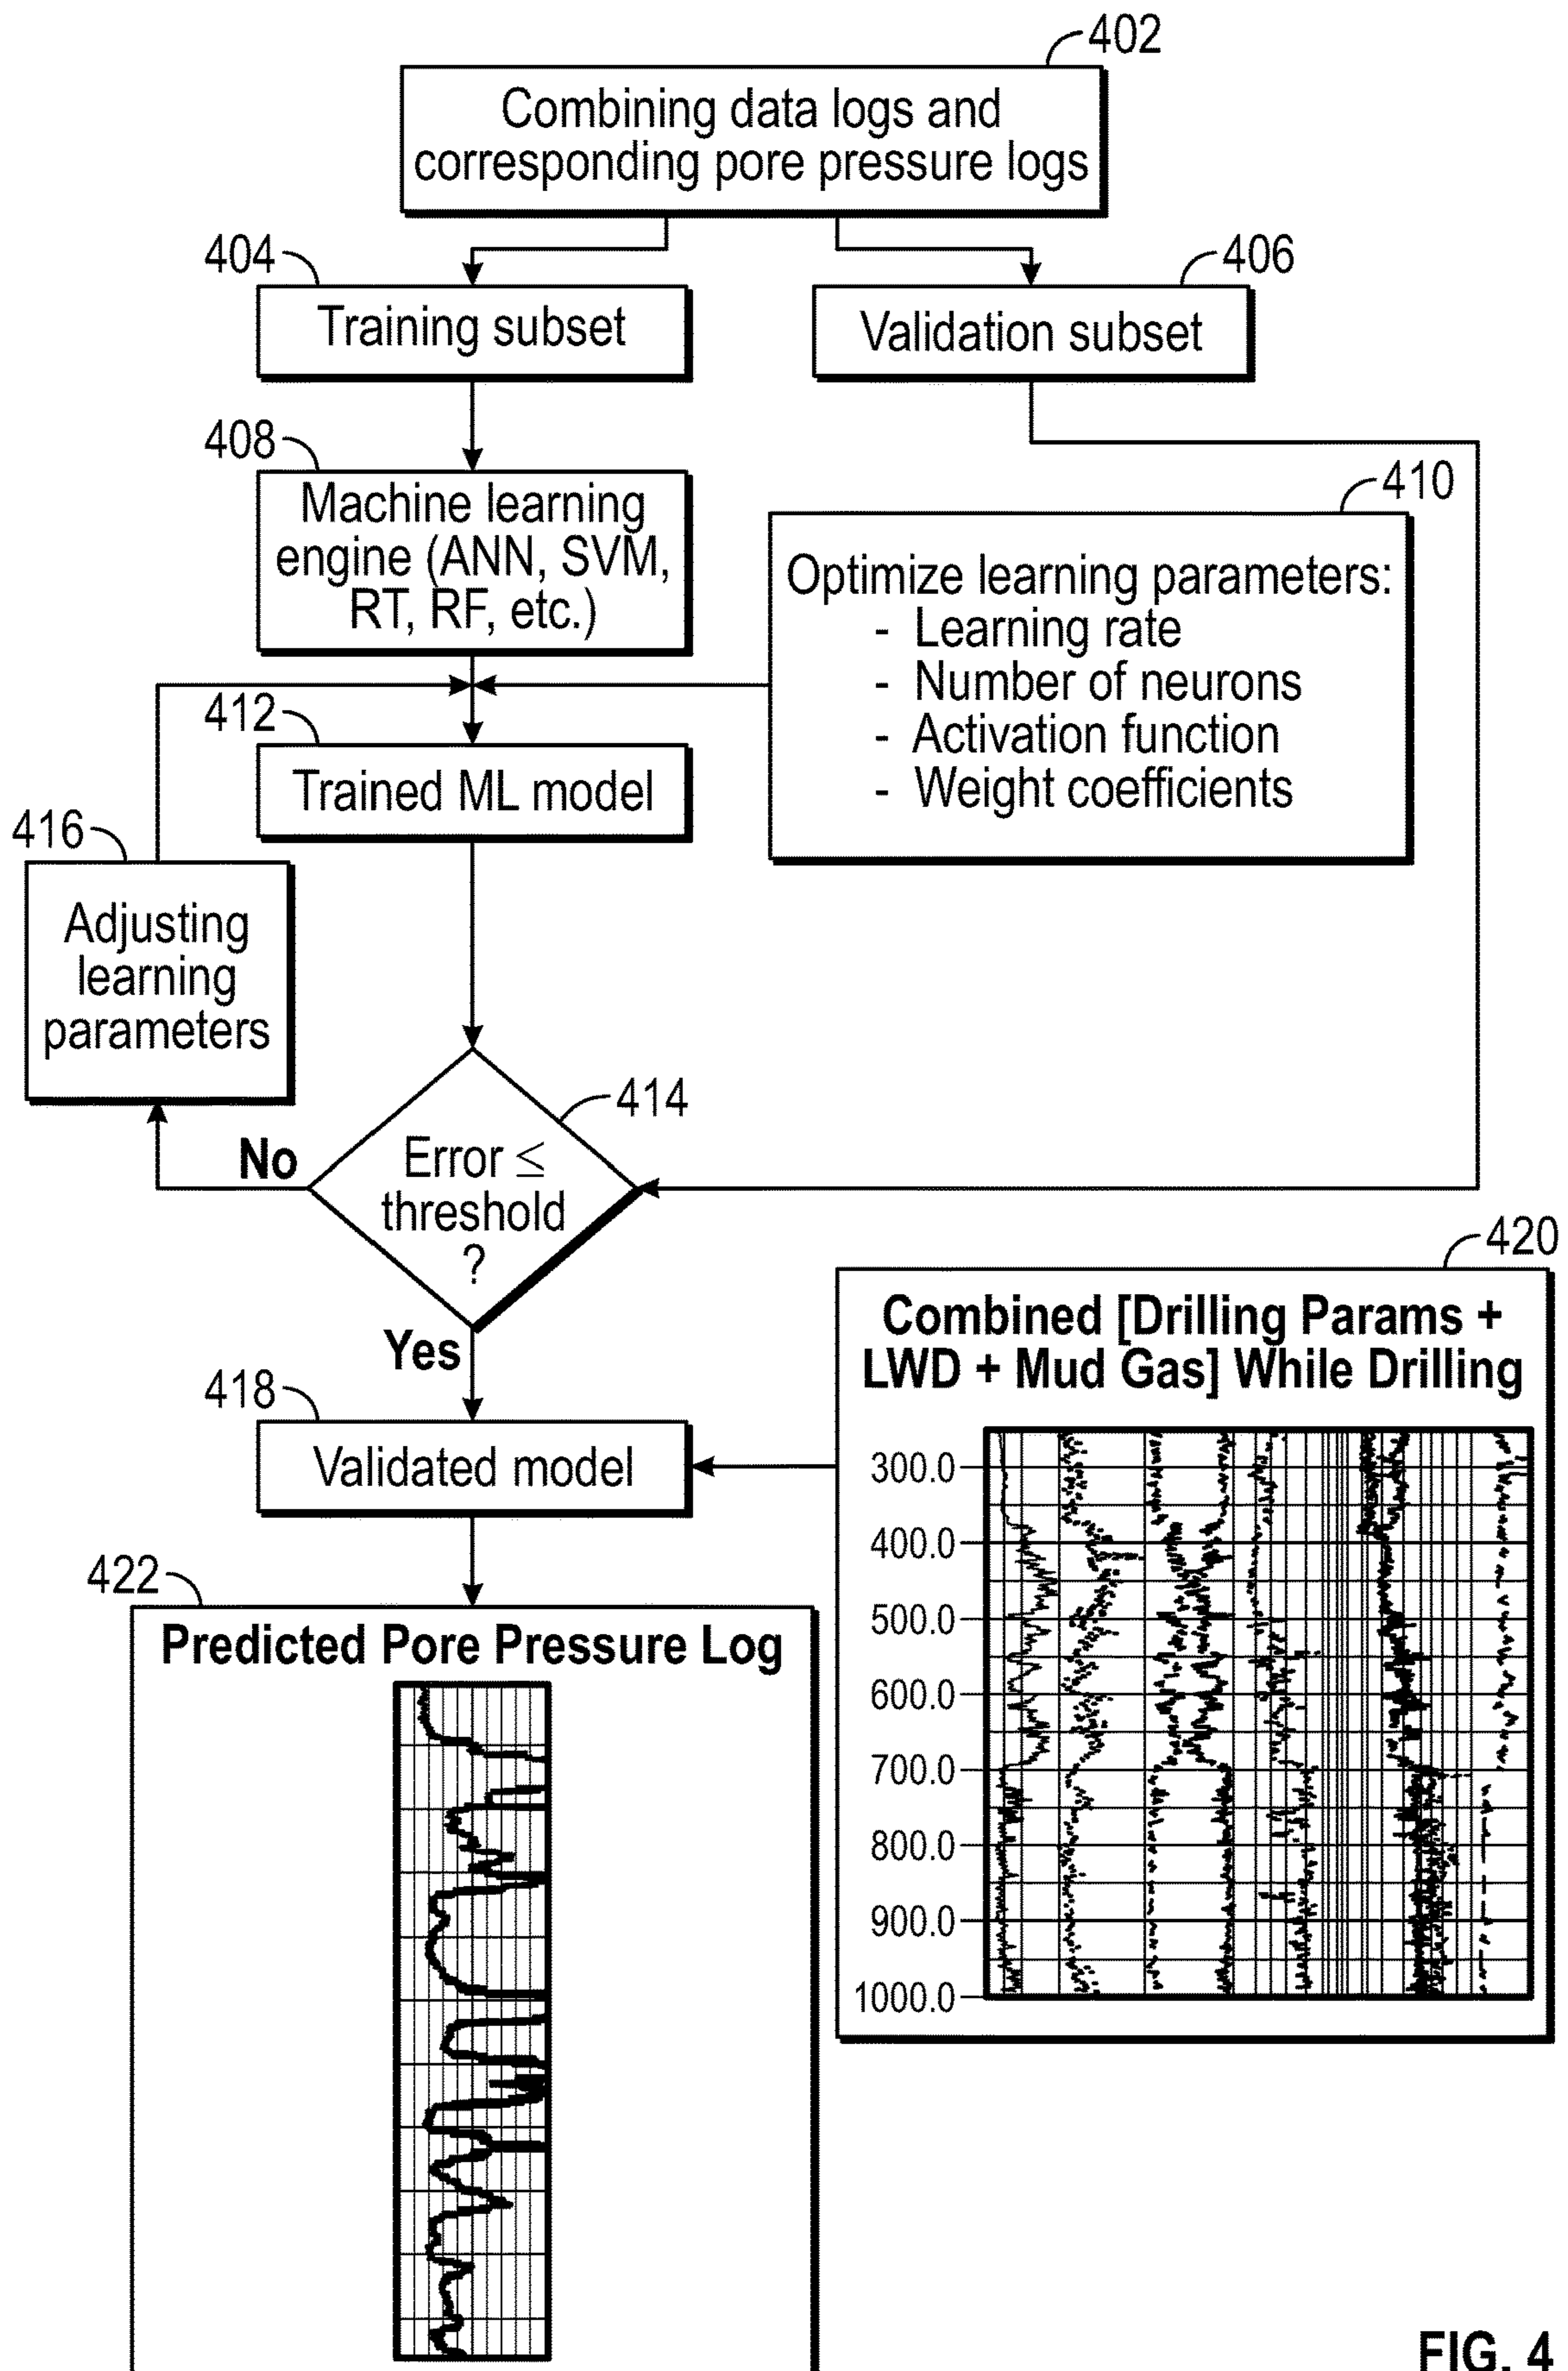 402
Combining data logs and
corresponding pore pressure logs
404
Training subset
406
Validation subset
408
Machine learning
engine (ANN, SVM,
RT, RF, etc.)
410
Optimize learning parameters:
- Learning rate
- Number of neurons
- Activation function
- Weight coefficients
412
Trained ML model
416
Adjusting
learning
parameters
414
Error ≤
threshold
?
No
Yes
418
Validated model
420
Combined [Drilling Params +
LWD + Mud Gas] While Drilling
300.0
400.0
500.0
600.0
700.0
800.0
900.0
1000.0
422
Predicted Pore Pressure Log
FIG. 4